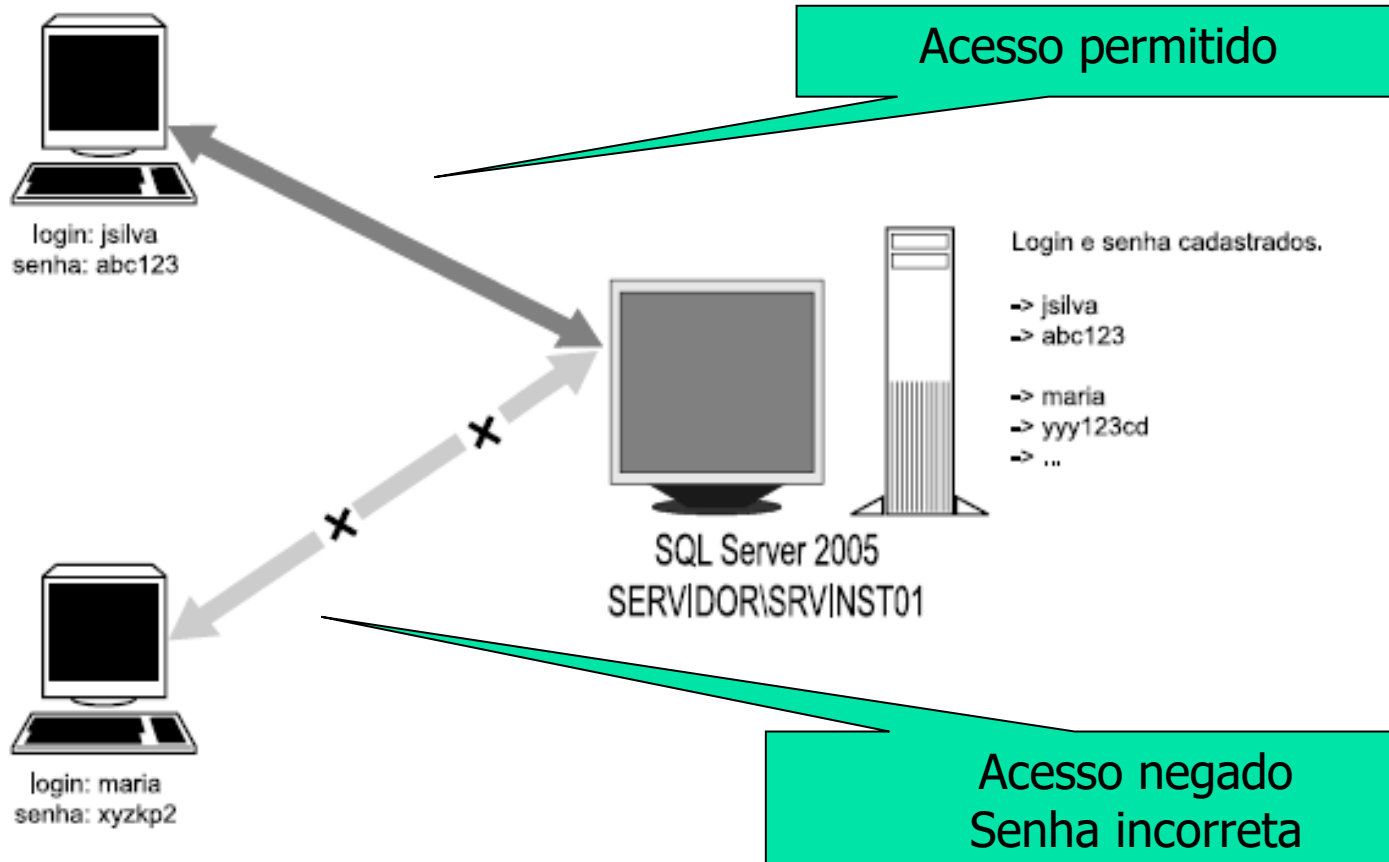 Acesso permitido
login: jsilva
senha: abc123
Login e senha cadastrados.
-> jsilva
-> abc123
-> maria
-> yyy123cd
-> ...
SQL Server 2005
SERVIDOR\SRVINST01
login: maria
senha: xyzkp2
Acesso negado
Senha incorreta